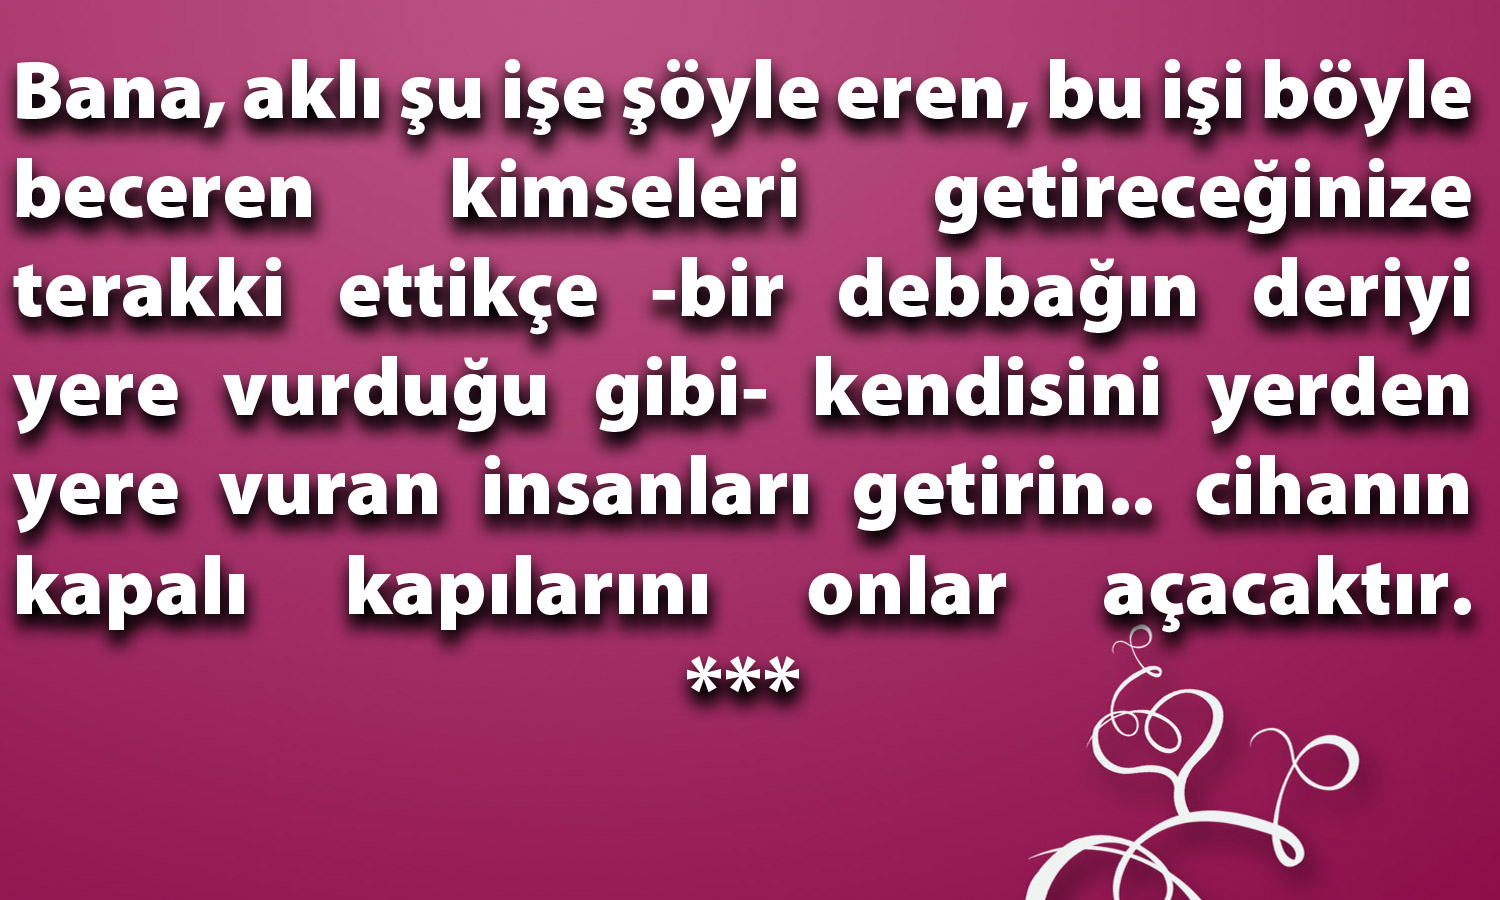 Bana, aklı şu işe şöyle eren, bu işi böyle
beceren kimseleri getireceğinize
terakki ettikçe -bir debbağın deriyi
yere vurduğu gibi- kendisini yerden
yere vuran insanları getirin.. cihanın
kapalı kapılarını onlar açacaktır.
***